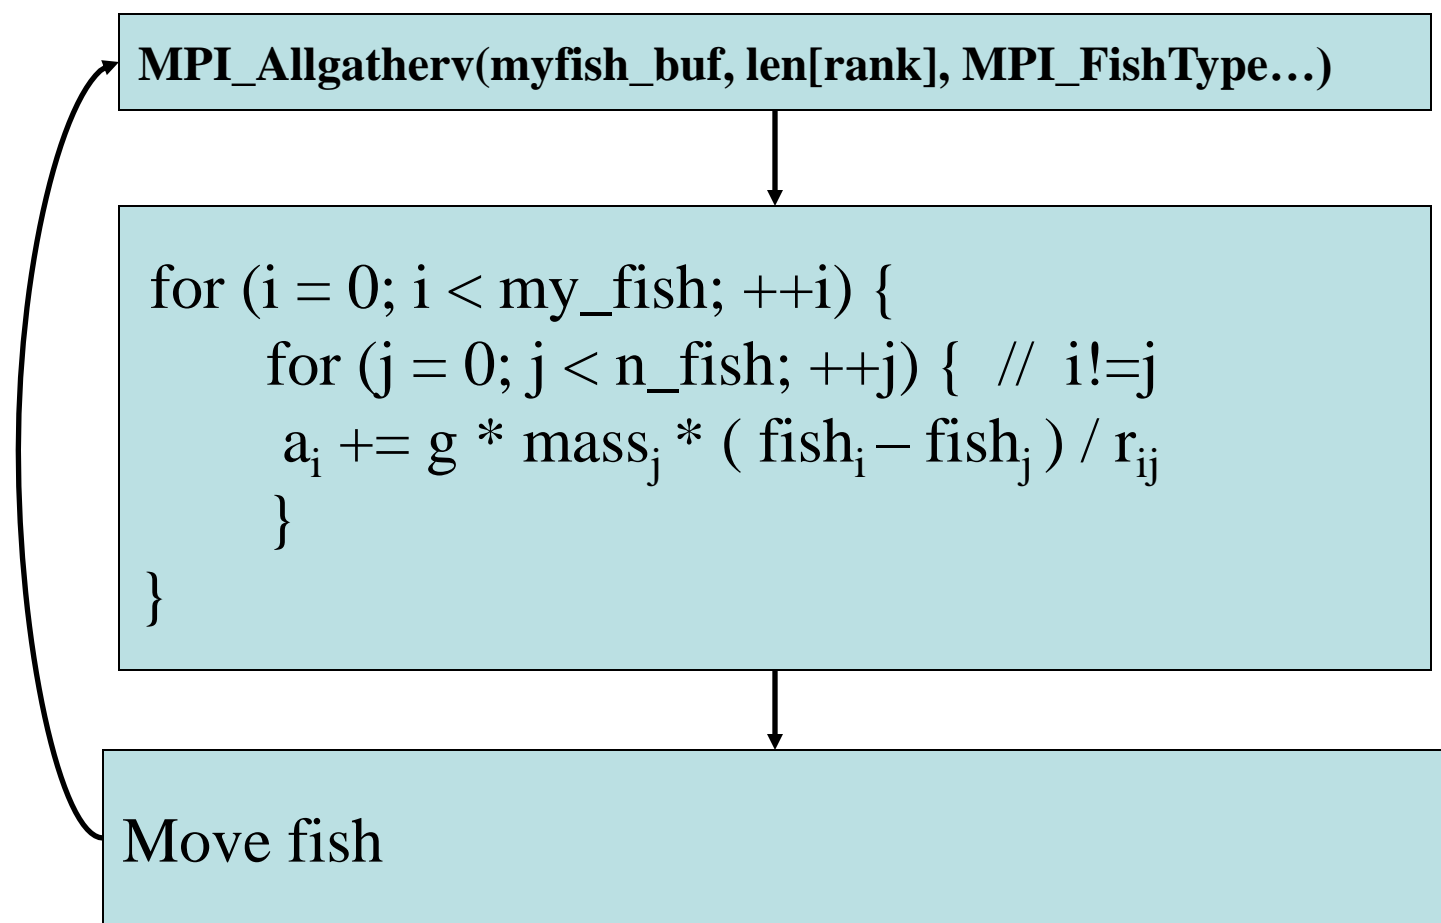 MPI_Allgatherv(myfish_buf, len[rank], MPI_FishType…)
for (i = 0; i < my_fish; ++i) {
for (j = 0; j < n_fish; ++j) { // i!=j
aᵢ += g * massⱼ * ( fishᵢ – fishⱼ ) / rᵢⱼ
}
}
Move fish